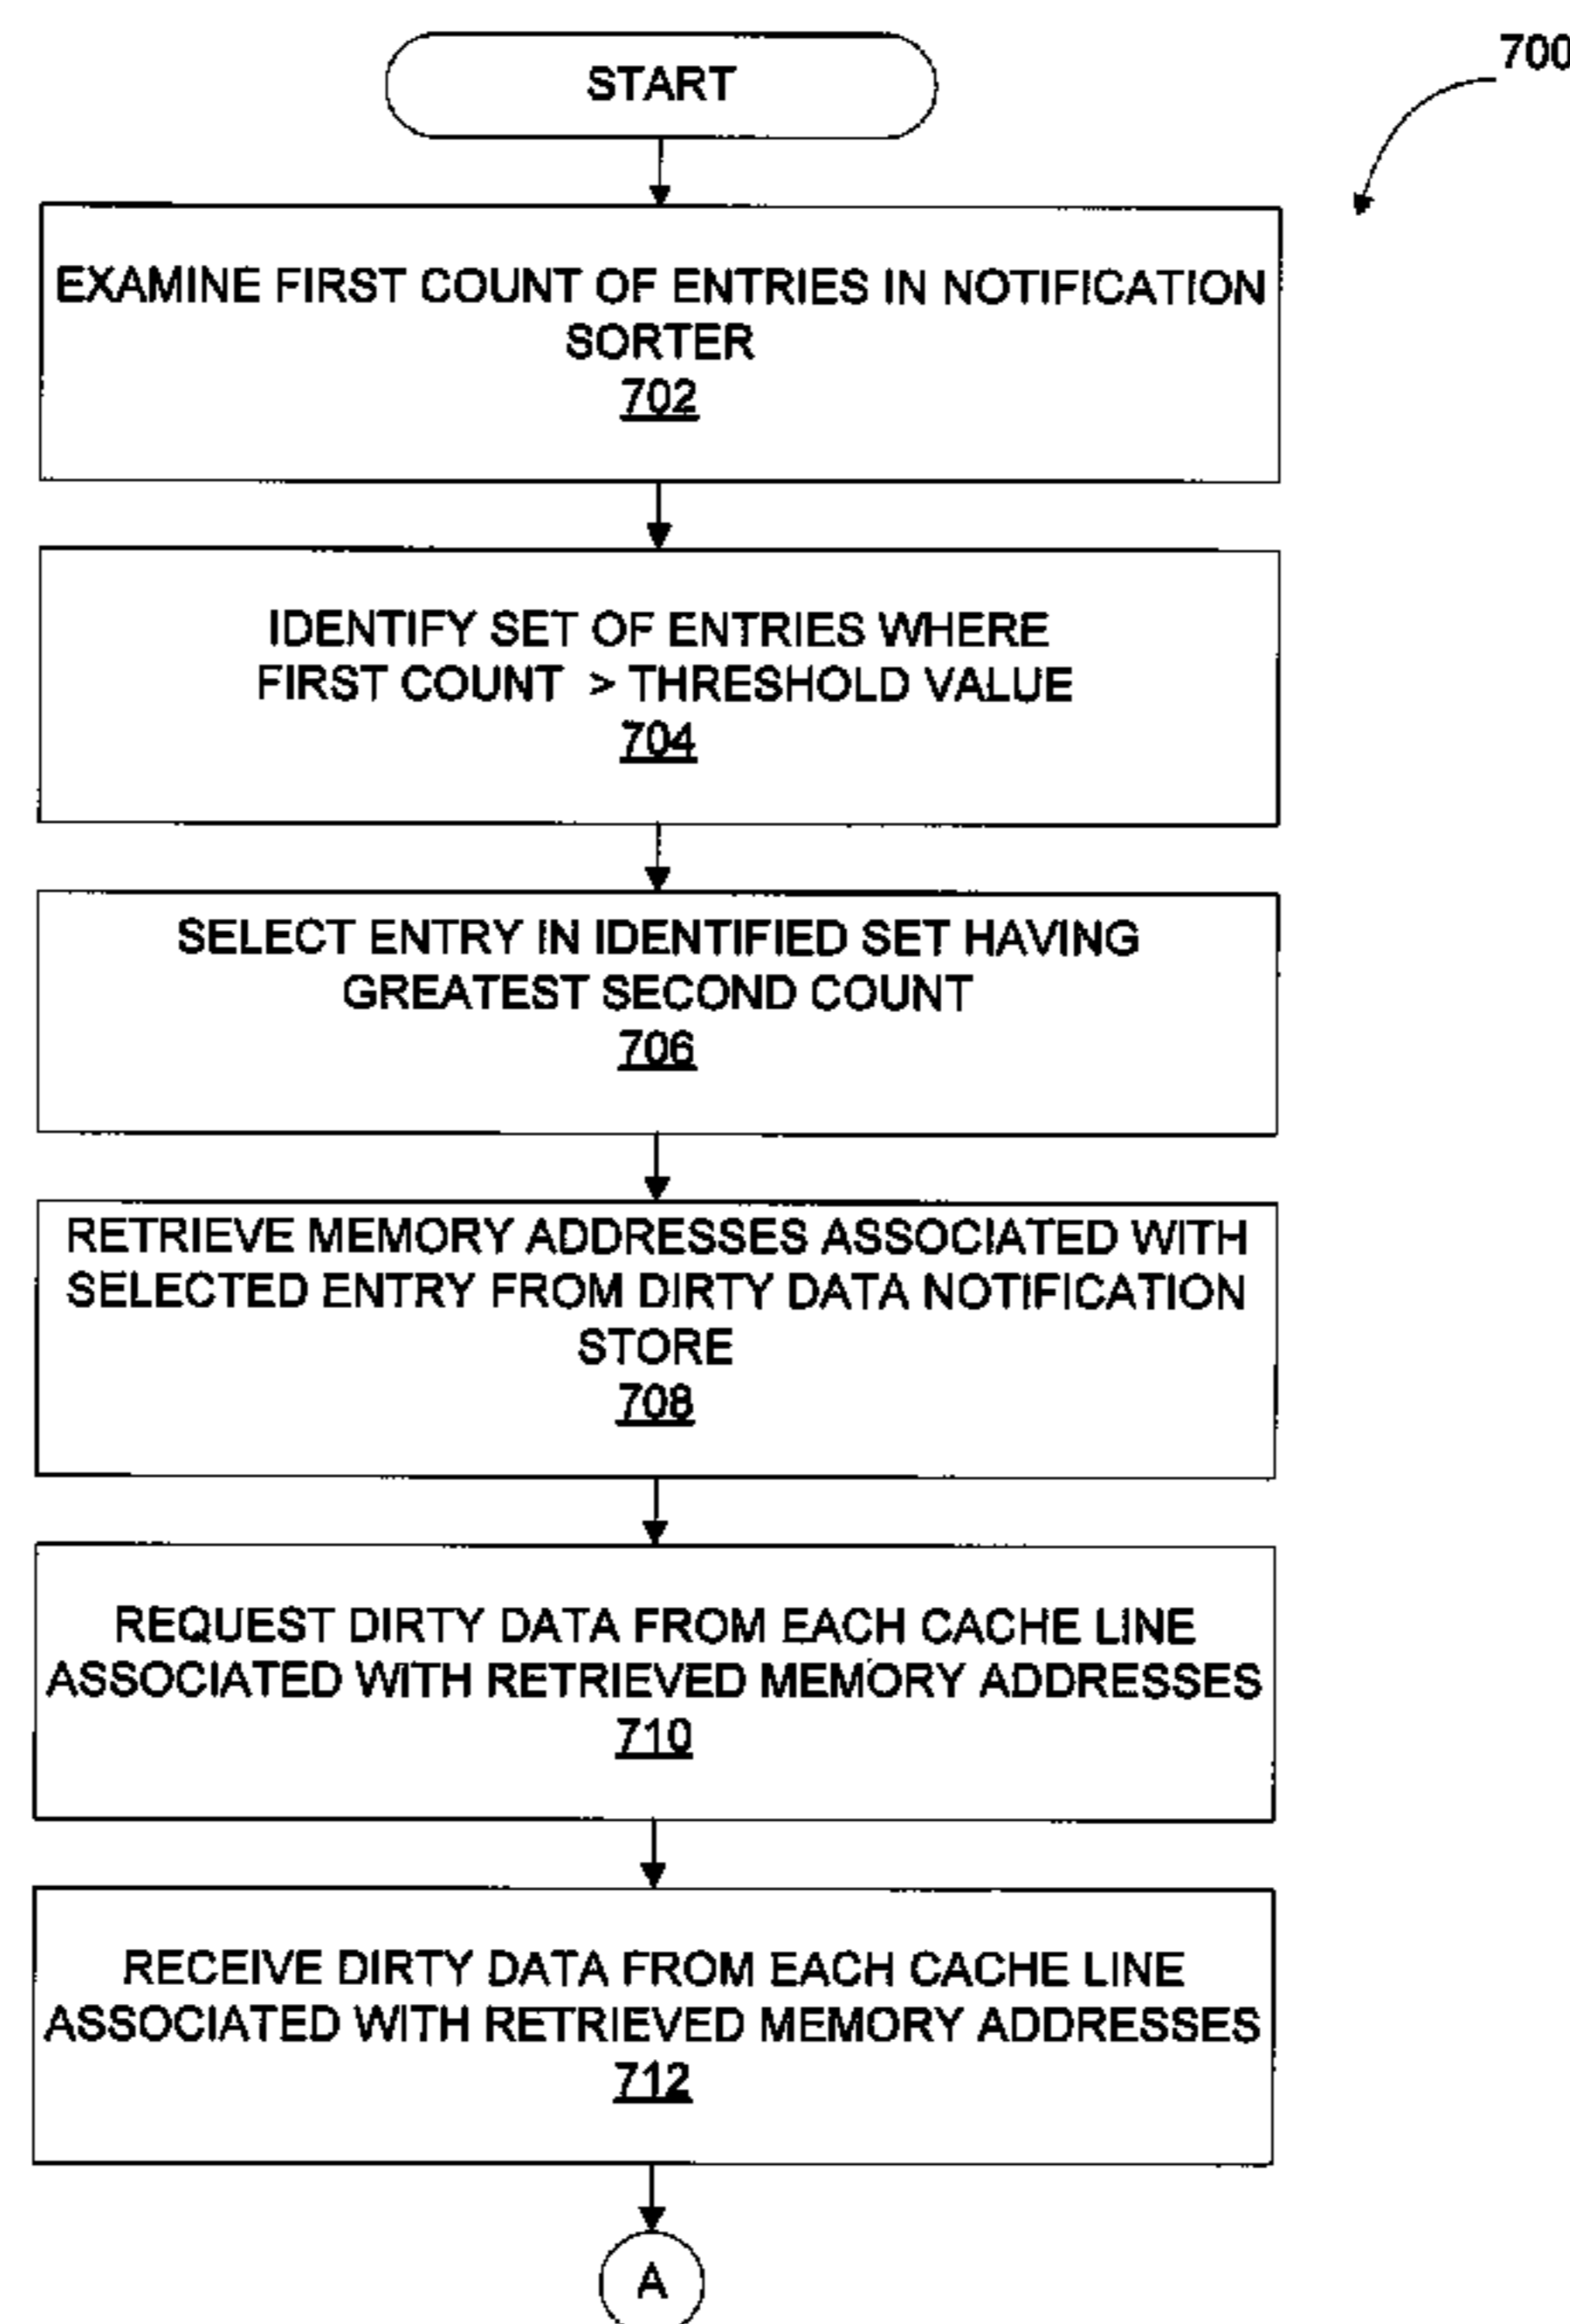 START
700
EXAMINE FIRST COUNT OF ENTRIES IN NOTIFICATION
SORTER
702
IDENTIFY SET OF ENTRIES WHERE
FIRST COUNT > THRESHOLD VALUE
704
SELECT ENTRY IN IDENTIFIED SET HAVING
GREATEST SECOND COUNT
706
RETRIEVE MEMORY ADDRESSES ASSOCIATED WITH
SELECTED ENTRY FROM DIRTY DATA NOTIFICATION
STORE
708
REQUEST DIRTY DATA FROM EACH CACHE LINE
ASSOCIATED WITH RETRIEVED MEMORY ADDRESSES
710
RECEIVE DIRTY DATA FROM EACH CACHE LINE
ASSOCIATED WITH RETRIEVED MEMORY ADDRESSES
712
A